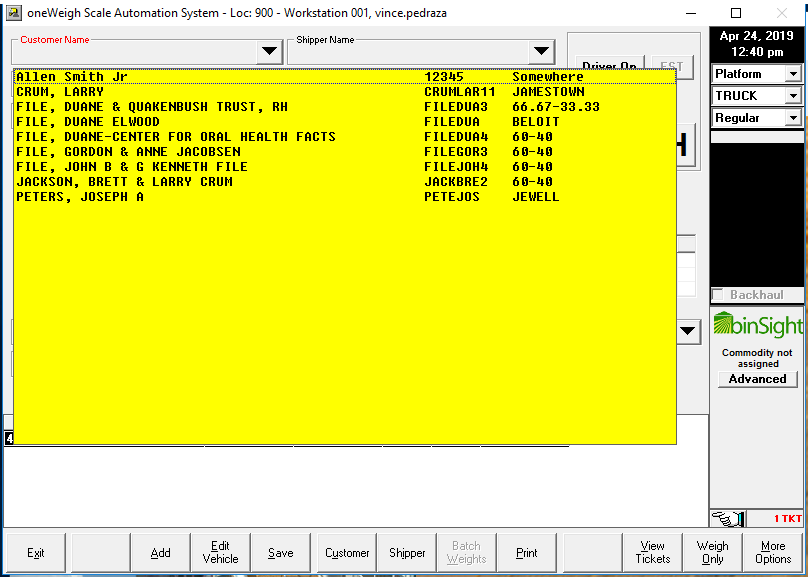 oneWeigh Scale Automation System - Loc: 900 - Workstation 001, vince.pedraza
Customer Name
Shipper Name
Driver On
EST
Allen Smith Jr 12345 Somewhere
CRUM, LARRY CRUMLAR11 JAMESTOWN
FILE, DUANE & QUAKENBUSH TRUST, RH FILEDUA3 66.67-33.33
FILE, DUANE ELWOOD FILEDUA BELOIT
FILE, DUANE-CENTER FOR ORAL HEALTH FACTS FILEDUA4 60-40
FILE, GORDON & ANNE JACOBSEN FILEGOR3 60-40
FILE, JOHN B & G KENNETH FILE FILEJOH4 60-40
JACKSON, BRETT & LARRY CRUM JACKBRE2 60-40
PETERS, JOSEPH A PETEJOS JEWELL
Apr 24, 2019
12:40 pm
Platform
TRUCK
Regular
H
Backhaul
binSight
Commodity not
assigned
Advanced
4
1 TKT
Exit
Add
Edit
Vehicle
Save
Customer
Shipper
Batch
Weights
Print
View
Tickets
Weigh
Only
More
Options